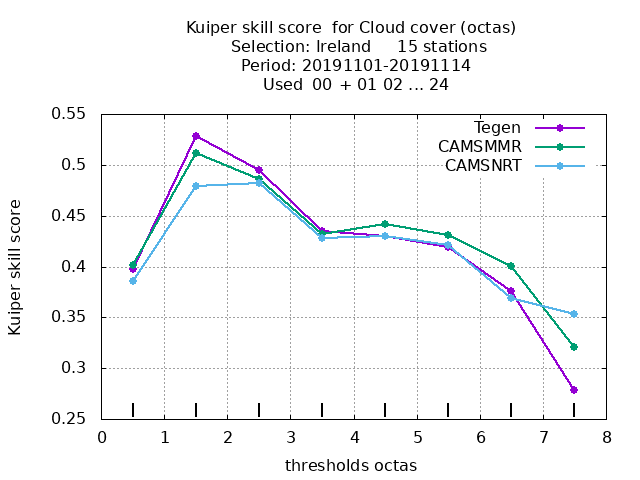 Kuiper skill score  for Cloud cover (octas)
Selection: Ireland     15 stations
Period: 20191101-20191114
Used  00  + 01 02 ... 24
Tegen
CAMSMMR
CAMSNRT
0.55
0.5
0.45
0.4
0.35
0.3
0.25
Kuiper skill score
0 1 2 3 4 5 6 7 8
thresholds octas